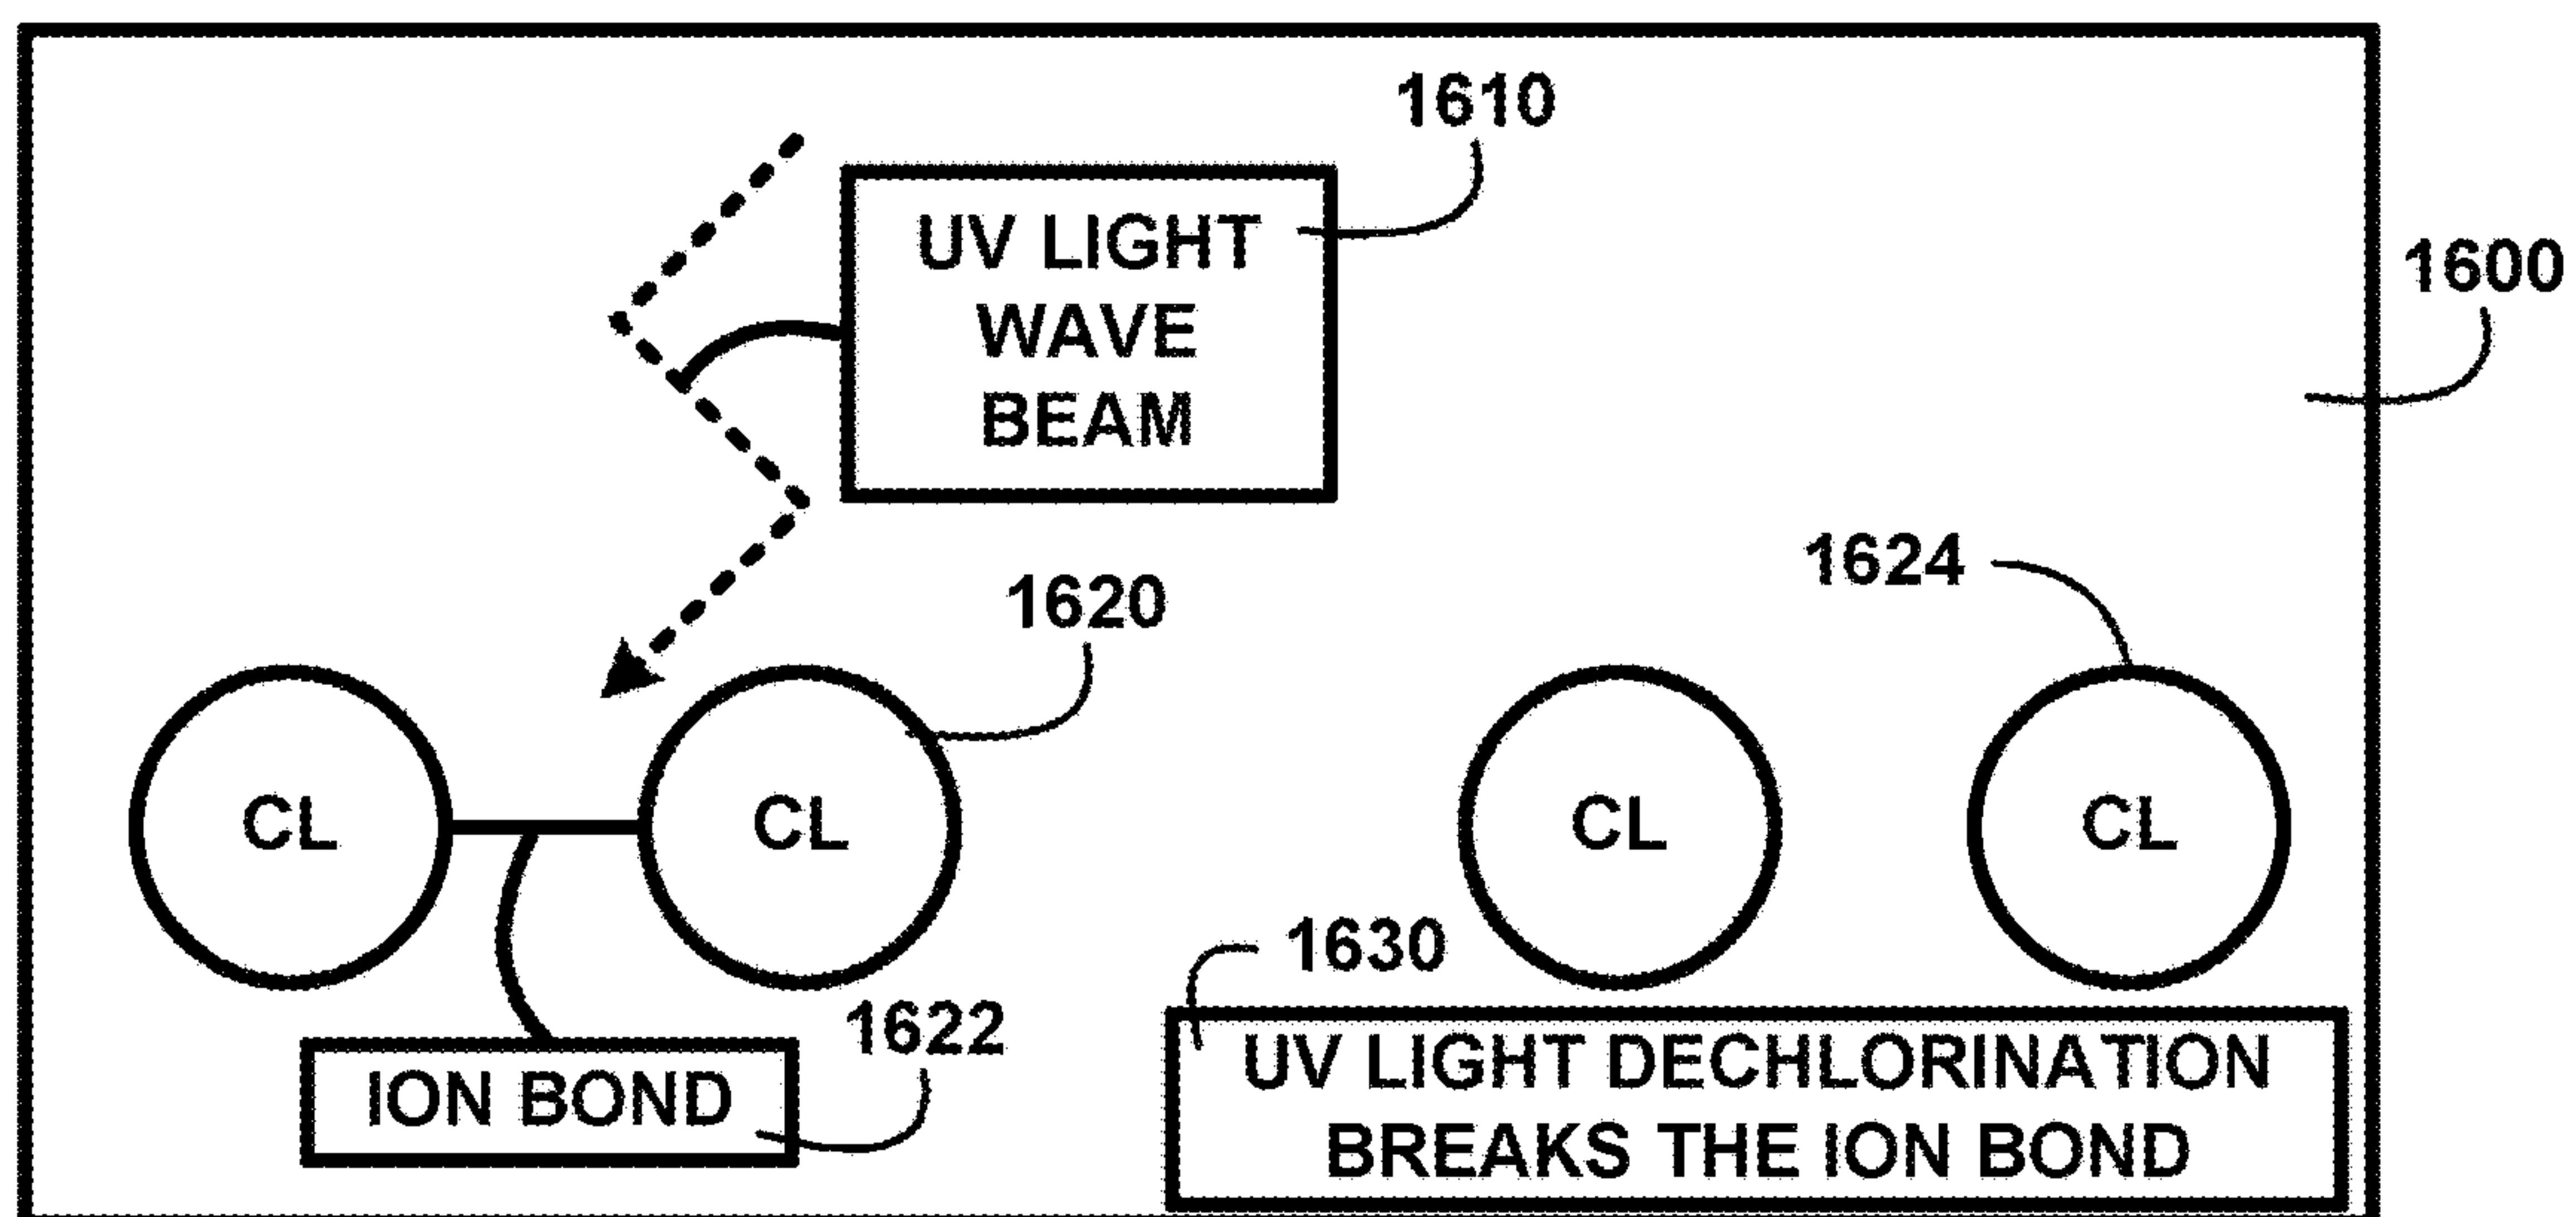 1610
UV LIGHT
WAVE
BEAM
1600
1624
1620
CL
CL
CL
CL
1630
1622
ION BOND
UV LIGHT DECHLORINATION
BREAKS THE ION BOND